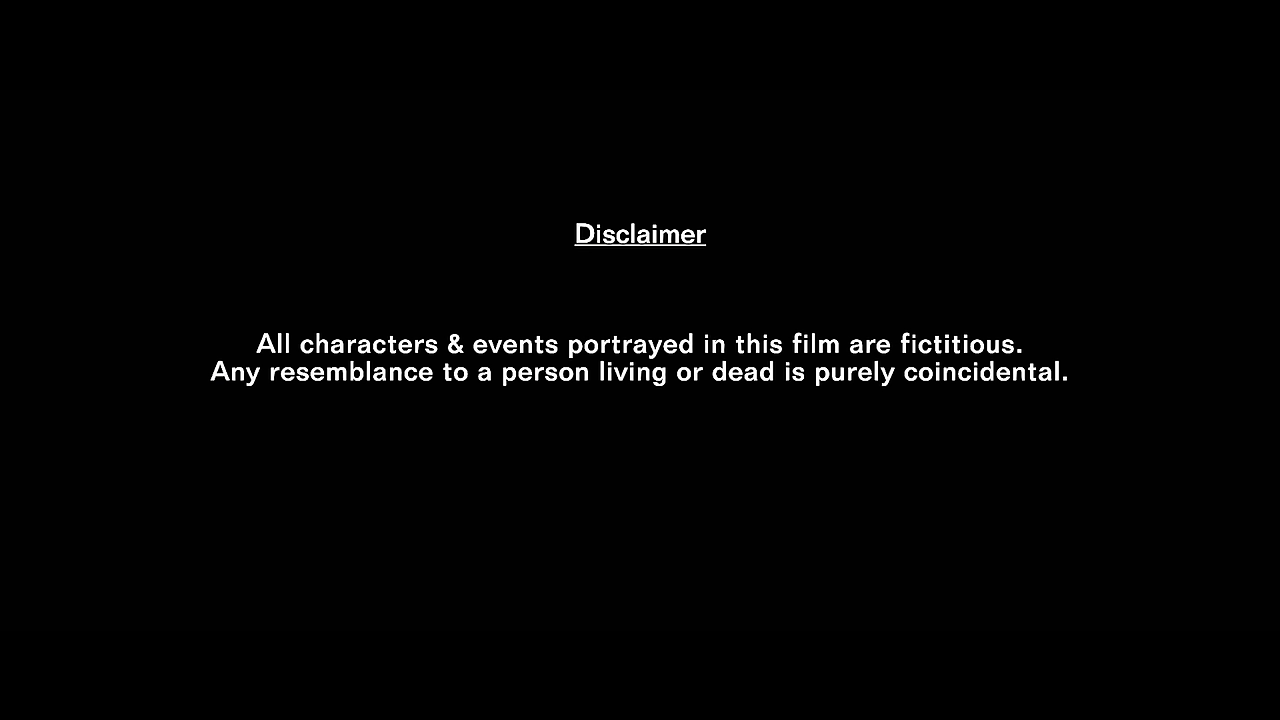 Disclaimer
All characters & events portrayed in this film are fictitious.
Any resemblance to a person living or dead is purely coincidental.